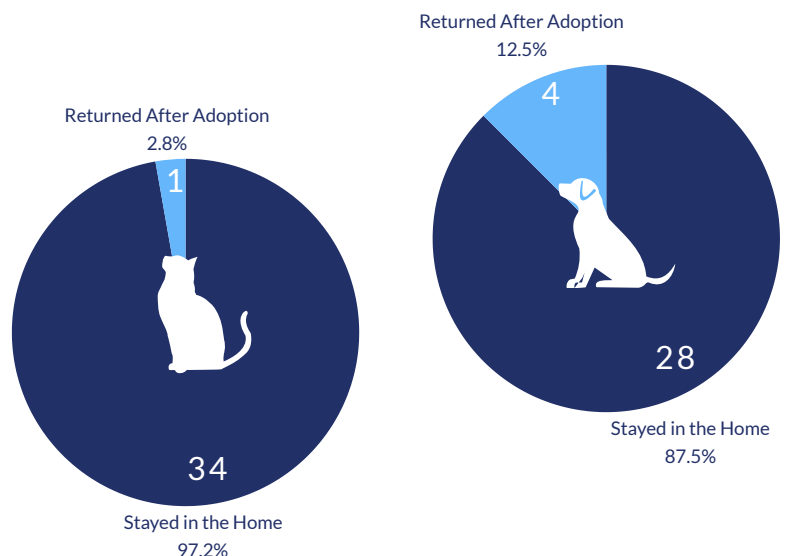 Returned After Adoption
2.8%
1
34
Stayed in the Home
97.2%
Returned After Adoption
12.5%
4
28
Stayed in the Home
87.5%